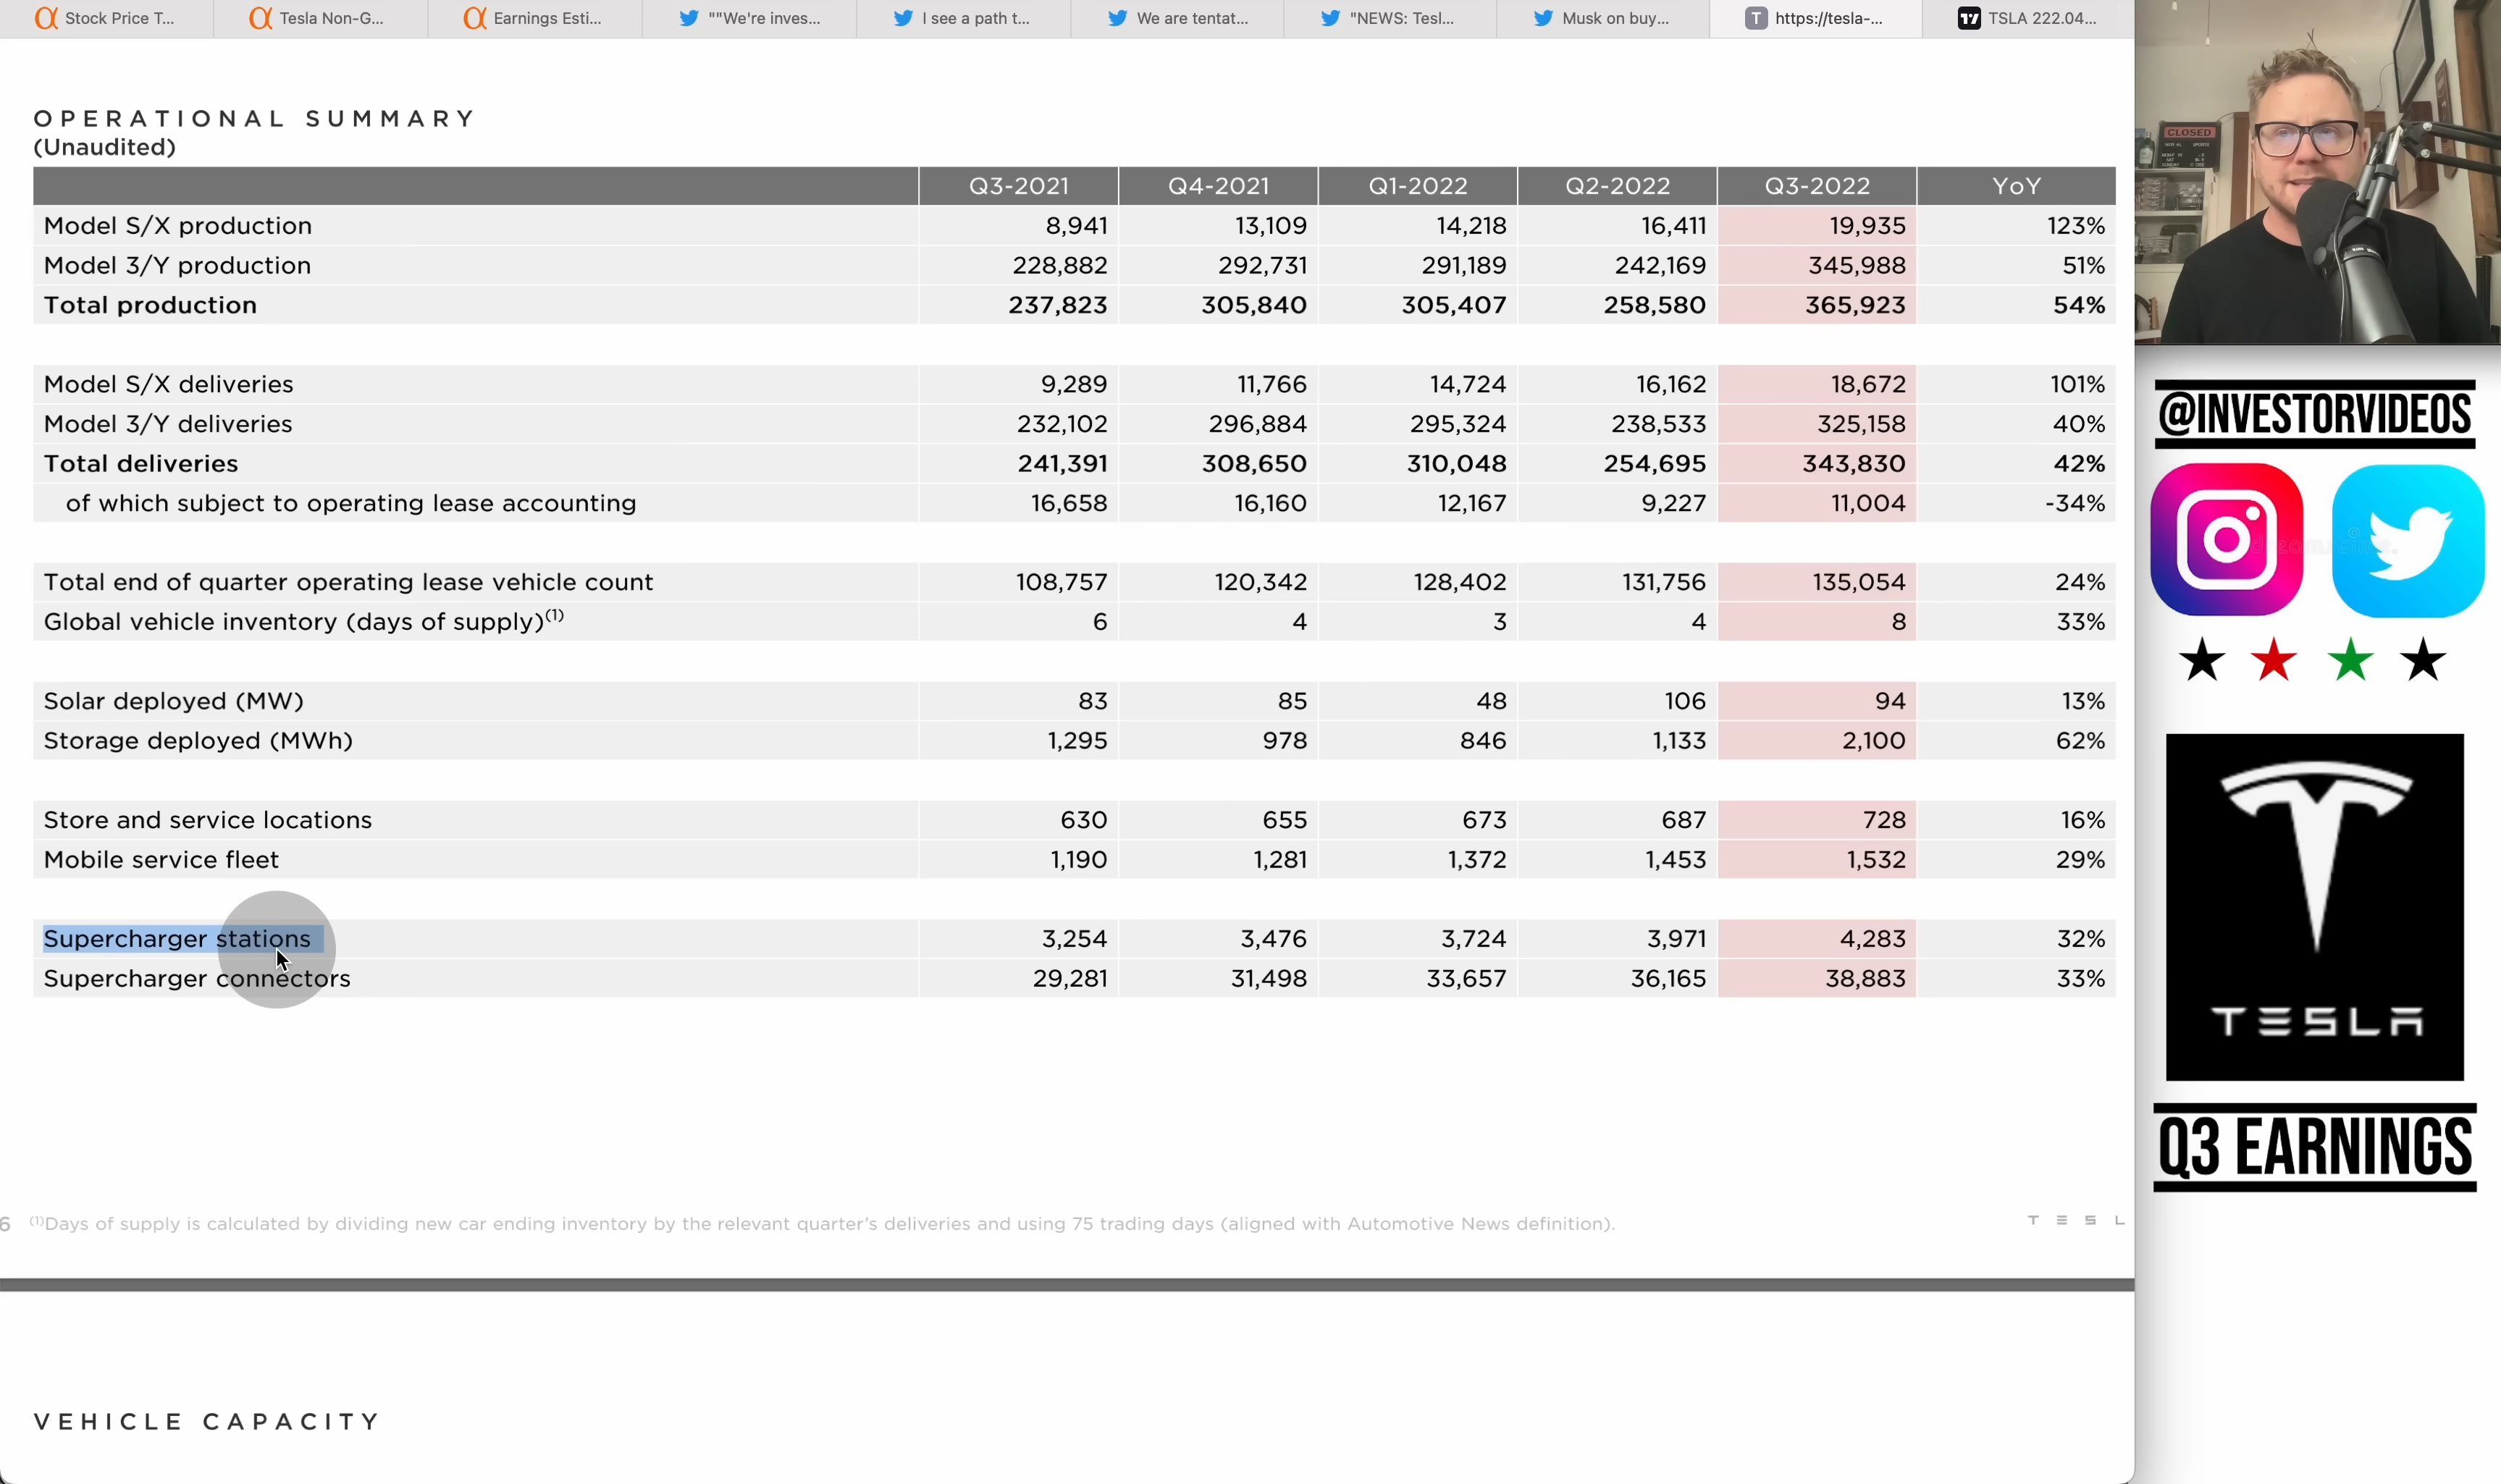 Stock Price T...
Tesla Non-G...
Earnings Esti...
""We're inves...
I see a path t...
We are tentat...
"NEWS: Tesl...
Musk on buy...
T https://tesla-...
TSLA 222.04...
OPERATIONAL SUMMARY
(Unaudited)
Q3-2021 Q4-2021 Q1-2022 Q2-2022 Q3-2022 YoY
Model S/X production 8,941 13,109 14,218 16,411 19,935 123%
Model 3/Y production 228,882 292,731 291,189 242,169 345,988 51%
Total production 237,823 305,840 305,407 258,580 365,923 54%
Model S/X deliveries 9,289 11,766 14,724 16,162 18,672 101%
Model 3/Y deliveries 232,102 296,884 295,324 238,533 325,158 40%
Total deliveries 241,391 308,650 310,048 254,695 343,830 42%
of which subject to operating lease accounting 16,658 16,160 12,167 9,227 11,004 -34%
Total end of quarter operating lease vehicle count 108,757 120,342 128,402 131,756 135,054 24%
Global vehicle inventory (days of supply)(1) 6 4 3 4 8 33%
Solar deployed (MW) 83 85 48 106 94 13%
Storage deployed (MWh) 1,295 978 846 1,133 2,100 62%
Store and service locations 630 655 673 687 728 16%
Mobile service fleet 1,190 1,281 1,372 1,453 1,532 29%
Supercharger stations 3,254 3,476 3,724 3,971 4,283 32%
Supercharger connectors 29,281 31,498 33,657 36,165 38,883 33%
6 (1)Days of supply is calculated by dividing new car ending inventory by the relevant quarter's deliveries and using 75 trading days (aligned with Automotive News definition).
TESL
VEHICLE CAPACITY
CLOSED
@INVESTORVIDEOS
TESLA
Q3 EARNINGS